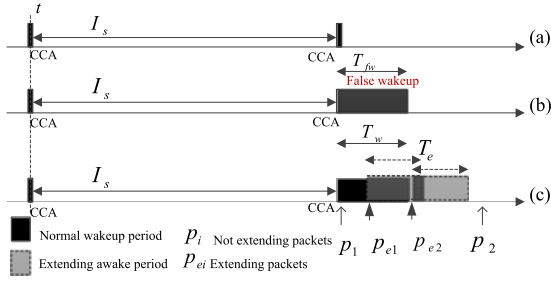 t
I_s
CCA CCA (a)
T_fw
False wakeup
I_s
CCA CCA (b)
T_w
T_e
I_s
CCA CCA (c)
p_1 p_e1 p_e2 p_2
Normal wakeup period p_i Not extending packets
Extending awake period p_ei Extending packets